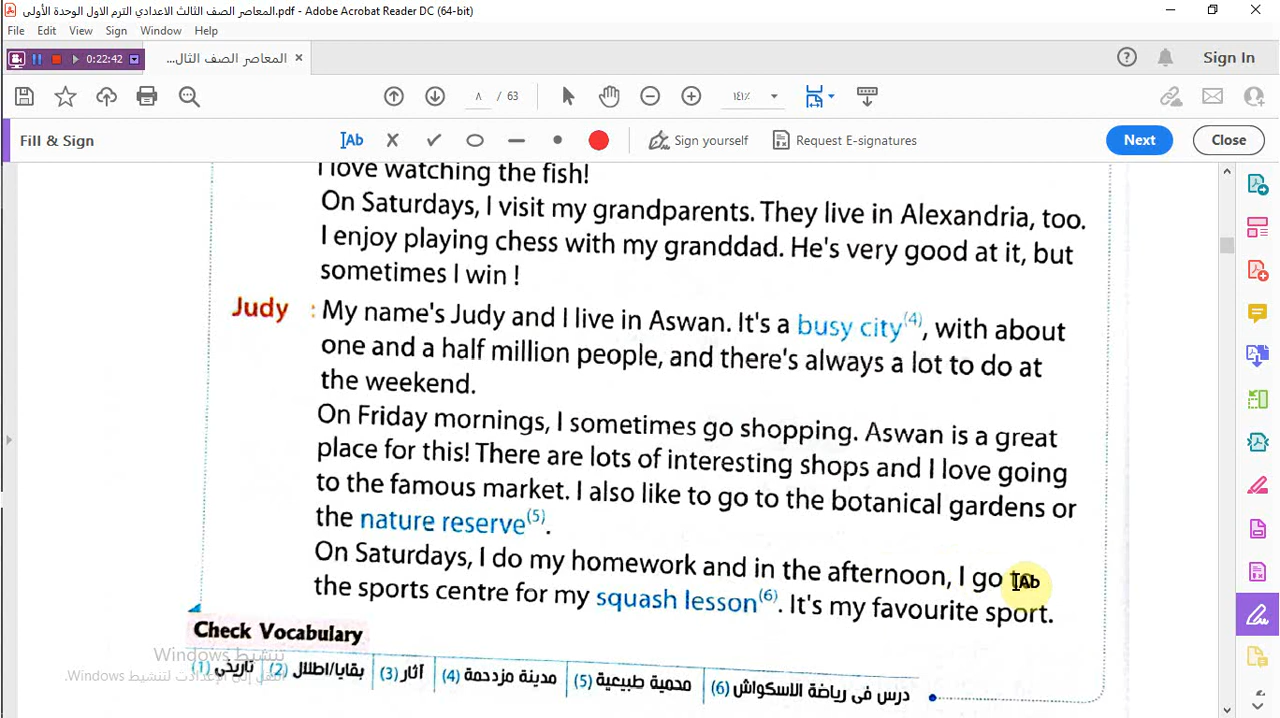 المعاصر الصف الثالث الاعدادي الترم الاول الوحدة الأولى.pdf - Adobe Acrobat Reader DC (64-bit)
File Edit View Sign Window Help
0:22:42 المعاصر الصف الثال... × Sign In
٨ / 63 ١٤١٪
Fill & Sign Ab Sign yourself Request E-signatures Next Close
I love watching the fish!
On Saturdays, I visit my grandparents. They live in Alexandria, too.
I enjoy playing chess with my granddad. He's very good at it, but
sometimes I win !
Judy : My name's Judy and I live in Aswan. It's a busy city(4), with about
one and a half million people, and there's always a lot to do at
the weekend.
On Friday mornings, I sometimes go shopping. Aswan is a great
place for this! There are lots of interesting shops and I love going
to the famous market. I also like to go to the botanical gardens or
the nature reserve(5).
On Saturdays, I do my homework and in the afternoon, I go to
the sports centre for my squash lesson(6). It's my favourite sport.
Check Vocabulary
تنشيط Windows
(1) تاريخي (2) بقايا/اطلال (3) آثار (4) مدينة مزدحمة (5) محمية طبيعية (6) درس فى رياضة الاسكواش
انتقل إلى الإعدادات لتنشيط Windows.